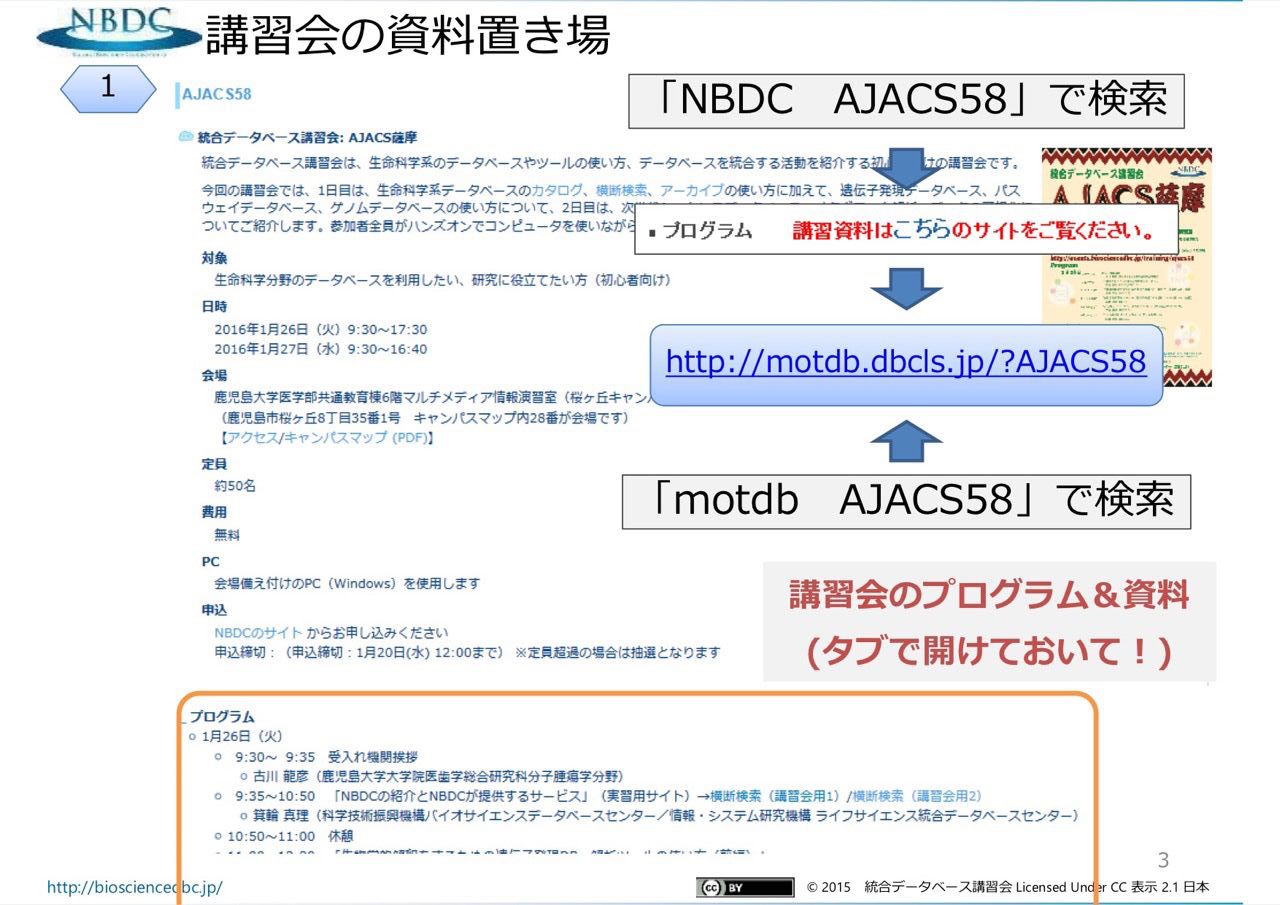 NBDC
講習会の資料置き場
1
AJACS58
「NBDC　AJACS58」で検索
統合データベース講習会: AJACS薩摩
統合データベース講習会は、生命科学系のデータベースやツールの使い方、データベースを統合する活動を紹介する初
けの講習会です。
今回の講習会では、1日目は、生命科学系データベースのカタログ、横断検索、アーカイブの使い方に加えて、遺伝子発現データベース、パス
ウェイデータベース、ゲノムデータベースの使い方について、2日目は、
ついてご紹介します。参加者全員がハンズオンでコンピュータを使いながら
統合データベース講習会
NBDC
AJACS薩摩
▪ プログラム　講習資料はこちらのサイトをご覧ください。
http://events.biosciencedbc.jp/training/ajacs58
Program
対象
生命科学分野のデータベースを利用したい、研究に役立てたい方（初心者向け）
日時
2016年1月26日（火）9:30～17:30
2016年1月27日（水）9:30～16:40
http://motdb.dbcls.jp/?AJACS58
会場
鹿児島大学医学部共通教育棟6階マルチメディア情報演習室（桜ヶ丘キャン
（鹿児島市桜ヶ丘8丁目35番1号　キャンパスマップ内28番が会場です）
【アクセス/キャンパスマップ (PDF)】
定員
約50名
「motdb　AJACS58」で検索
費用
無料
PC
会場備え付けのPC（Windows）を使用します
講習会のプログラム＆資料
(タブで開けておいて！)
申込
NBDCのサイト からお申し込みください
申込締切：（申込締切：1月20日(水) 12:00まで） ※定員超過の場合は抽選となります
プログラム
1月26日（火）
9:30～ 9:35　受入れ機関挨拶
古川 龍彦（鹿児島大学大学院医歯学総合研究科分子腫瘍学分野）
9:35～10:50　「NBDCの紹介とNBDCが提供するサービス」（実習用サイト）→横断検索（講習会用1）/横断検索（講習会用2）
箕輪 真理（科学技術振興機構バイオサイエンスデータベースセンター／情報・システム研究機構 ライフサイエンス統合データベースセンター）
10:50～11:00　休憩
3
http://biosciencedbc.jp/
cc BY
© 2015　統合データベース講習会 Licensed Under CC 表示 2.1 日本